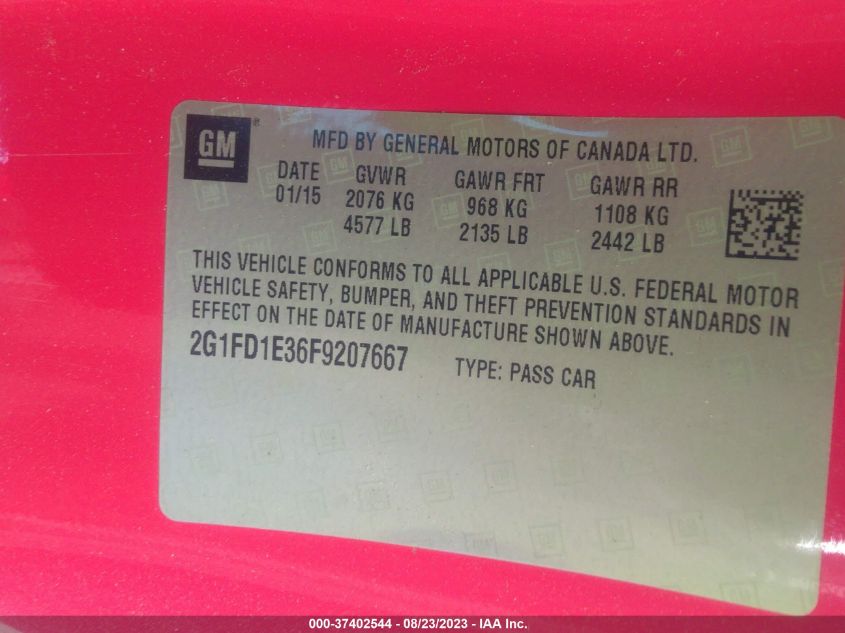 GM
MFD BY GENERAL MOTORS OF CANADA LTD.
DATE GVWR GAWR FRT GAWR RR
01/15 2076 KG 968 KG 1108 KG
4577 LB 2135 LB 2442 LB
THIS VEHICLE CONFORMS TO ALL APPLICABLE U.S. FEDERAL MOTOR
VEHICLE SAFETY, BUMPER, AND THEFT PREVENTION STANDARDS IN
EFFECT ON THE DATE OF MANUFACTURE SHOWN ABOVE.
2G1FD1E36F9207667 TYPE: PASS CAR
000-37402544 - 08/23/2023 - IAA Inc.